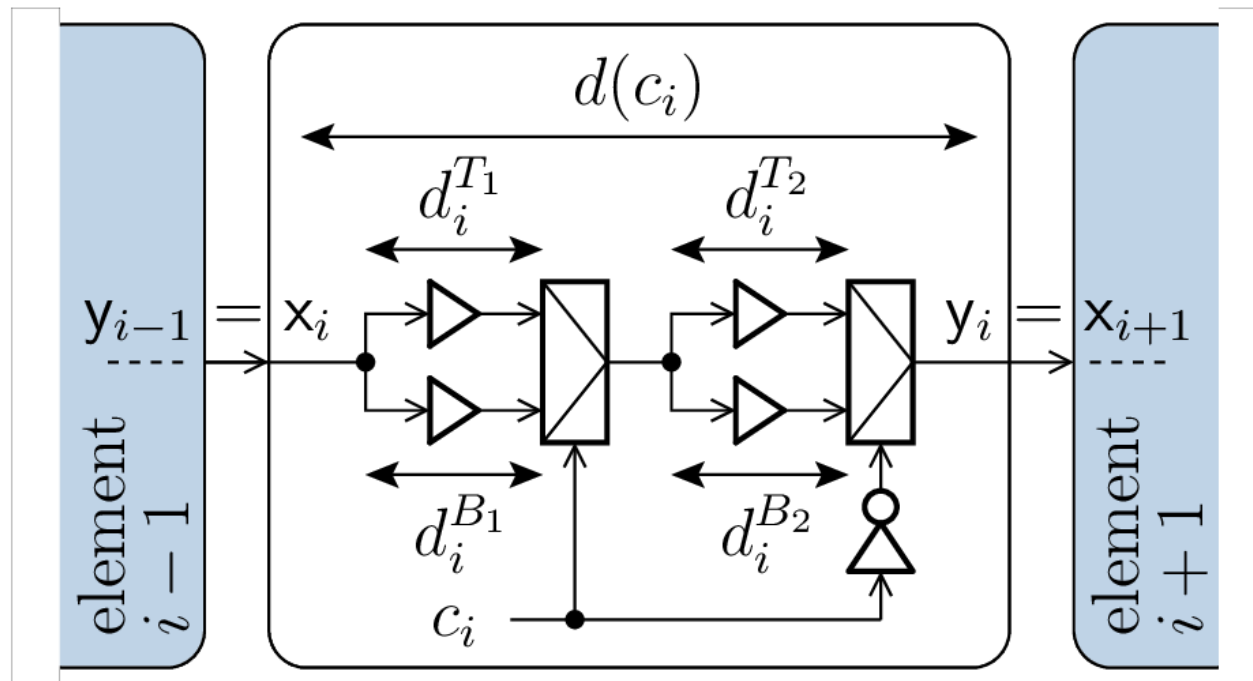 d(c_i)
d_i^{T_1} d_i^{T_2}
y_{i−1} = x_i y_i = x_{i+1}
d_i^{B_1} d_i^{B_2}
c_i
element
i − 1
element
i + 1